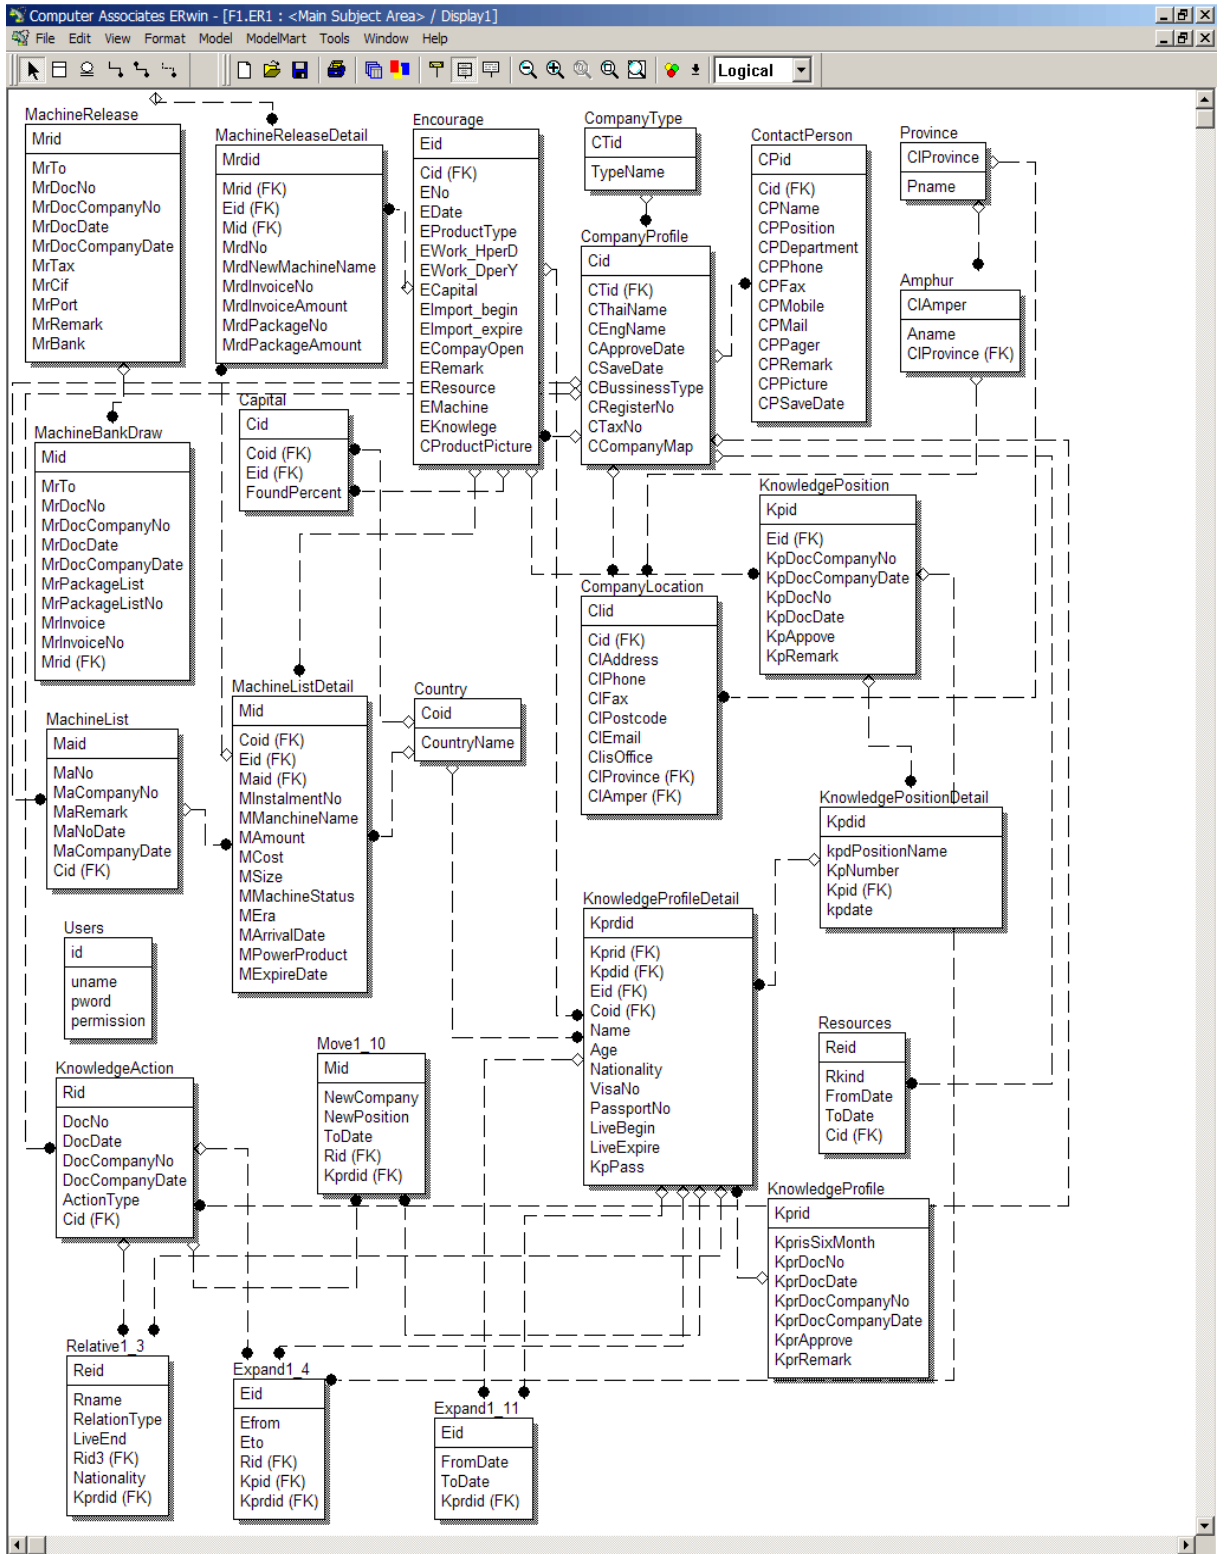 Computer Associates ERwin - [F1.ER1 : <Main Subject Area> / Display1]
File Edit View Format Model ModelMart Tools Window Help
Logical
MachineRelease
Mrid
MrTo
MrDocNo
MrDocCompanyNo
MrDocDate
MrDocCompanyDate
MrTax
MrCif
MrPort
MrRemark
MrBank
MachineReleaseDetail
Mrdid
Mrid (FK)
Eid (FK)
Mid (FK)
MrdNo
MrdNewMachineName
MrdInvoiceNo
MrdInvoiceAmount
MrdPackageNo
MrdPackageAmount
Encourage
Eid
Cid (FK)
ENo
EDate
EProductType
EWork_HperD
EWork_DperY
ECapital
EImport_begin
EImport_expire
ECompayOpen
ERemark
EResource
EMachine
EKnowlege
CProductPicture
CompanyType
CTid
TypeName
CompanyProfile
Cid
CTid (FK)
CThaiName
CEngName
CApproveDate
CSaveDate
CBussinessType
CRegisterNo
CTaxNo
CCompanyMap
ContactPerson
CPid
Cid (FK)
CPName
CPPosition
CPDepartment
CPPhone
CPFax
CPMobile
CPMail
CPPager
CPRemark
CPPicture
CPSaveDate
Province
ClProvince
Pname
Amphur
ClAmper
Aname
ClProvince (FK)
Capital
Cid
Coid (FK)
Eid (FK)
FoundPercent
MachineBankDraw
Mid
MrTo
MrDocNo
MrDocCompanyNo
MrDocDate
MrDocCompanyDate
MrPackageList
MrPackageListNo
MrInvoice
MrInvoiceNo
Mrid (FK)
KnowledgePosition
Kpid
Eid (FK)
KpDocCompanyNo
KpDocCompanyDate
KpDocNo
KpDocDate
KpAppove
KpRemark
CompanyLocation
Clid
Cid (FK)
ClAddress
ClPhone
ClFax
ClPostcode
ClEmail
ClisOffice
ClProvince (FK)
ClAmper (FK)
MachineListDetail
Mid
Coid (FK)
Eid (FK)
Maid (FK)
MInstalmentNo
MManchineName
MAmount
MCost
MSize
MMachineStatus
MEra
MArrivalDate
MPowerProduct
MExpireDate
Country
Coid
CountryName
MachineList
Maid
MaNo
MaCompanyNo
MaRemark
MaNoDate
MaCompanyDate
Cid (FK)
KnowledgePositionDetail
Kpdid
kpdPositionName
KpNumber
Kpid (FK)
kpdate
KnowledgeProfileDetail
Kprdid
Kprid (FK)
Kpdid (FK)
Eid (FK)
Coid (FK)
Name
Age
Nationality
VisaNo
PassportNo
LiveBegin
LiveExpire
KpPass
Users
id
uname
pword
permission
Resources
Reid
Rkind
FromDate
ToDate
Cid (FK)
Move1_10
Mid
NewCompany
NewPosition
ToDate
Rid (FK)
Kprdid (FK)
KnowledgeAction
Rid
DocNo
DocDate
DocCompanyNo
DocCompanyDate
ActionType
Cid (FK)
KnowledgeProfile
Kprid
KprisSixMonth
KprDocNo
KprDocDate
KprDocCompanyNo
KprDocCompanyDate
KprApprove
KprRemark
Relative1_3
Reid
Rname
RelationType
LiveEnd
Rid3 (FK)
Nationality
Kprdid (FK)
Expand1_4
Eid
Efrom
Eto
Rid (FK)
Kpid (FK)
Kprdid (FK)
Expand1_11
Eid
FromDate
ToDate
Kprdid (FK)